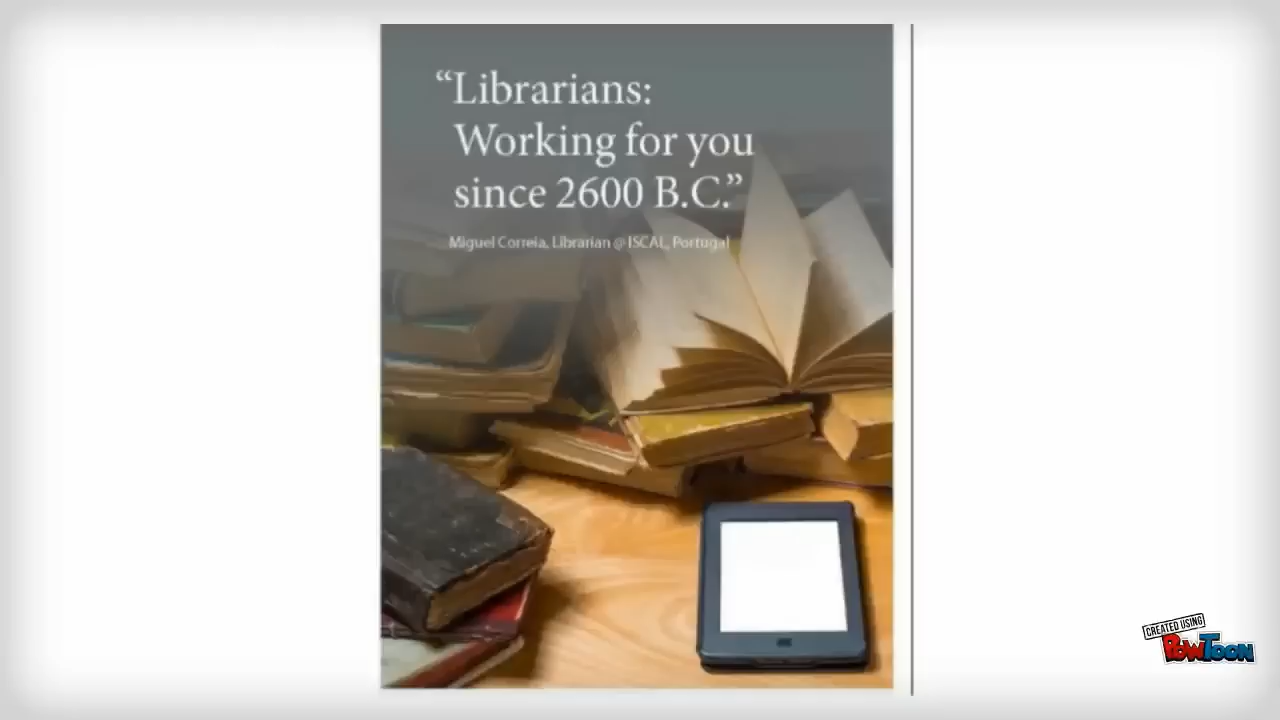 “Librarians:
Working for you
since 2600 B.C.”
Miguel Correia, Librarian @ ISCAL, Portugal
CREATED USING
PowToon